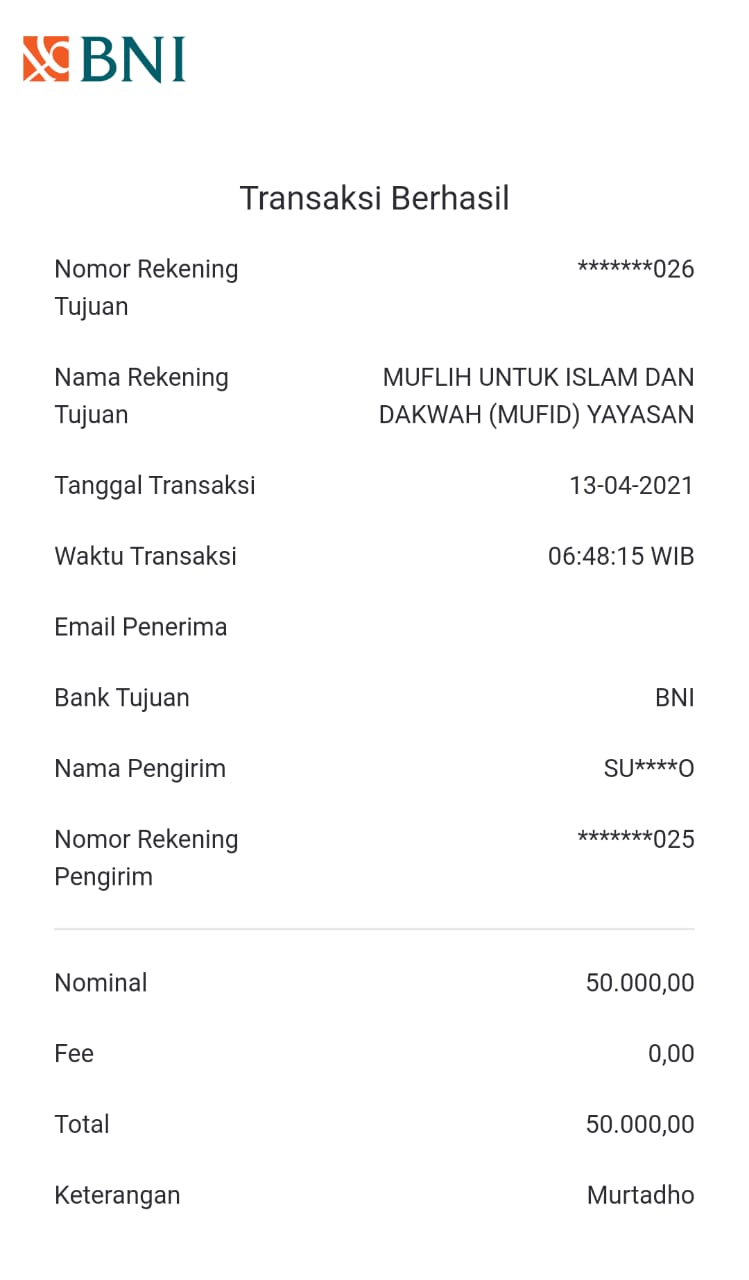 BNI
Transaksi Berhasil
Nomor Rekening Tujuan *******026
Nama Rekening Tujuan MUFLIH UNTUK ISLAM DAN DAKWAH (MUFID) YAYASAN
Tanggal Transaksi 13-04-2021
Waktu Transaksi 06:48:15 WIB
Email Penerima
Bank Tujuan BNI
Nama Pengirim SU****O
Nomor Rekening Pengirim *******025
Nominal 50.000,00
Fee 0,00
Total 50.000,00
Keterangan Murtadho